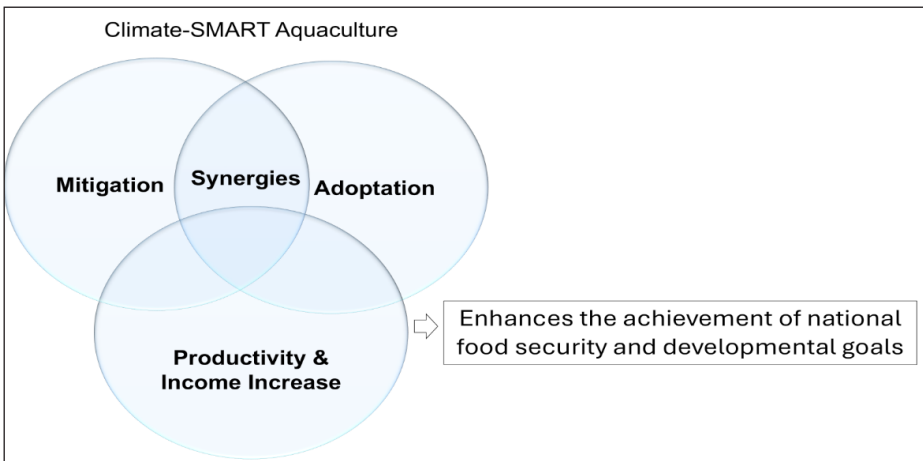 Climate-SMART Aquaculture
Mitigation
Synergies
Adoptation
Productivity &
Income Increase
Enhances the achievement of national
food security and developmental goals